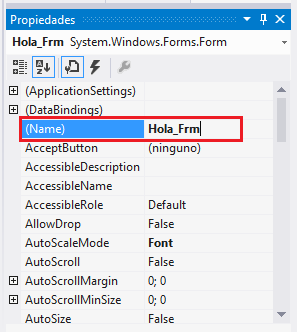 Propiedades
Hola_Frm System.Windows.Forms.Form
(ApplicationSettings)
(DataBindings)
(Name) Hola_Frm
AcceptButton (ninguno)
AccessibleDescription
AccessibleName
AccessibleRole Default
AllowDrop False
AutoScaleMode Font
AutoScroll False
AutoScrollMargin 0; 0
AutoScrollMinSize 0; 0
AutoSize False